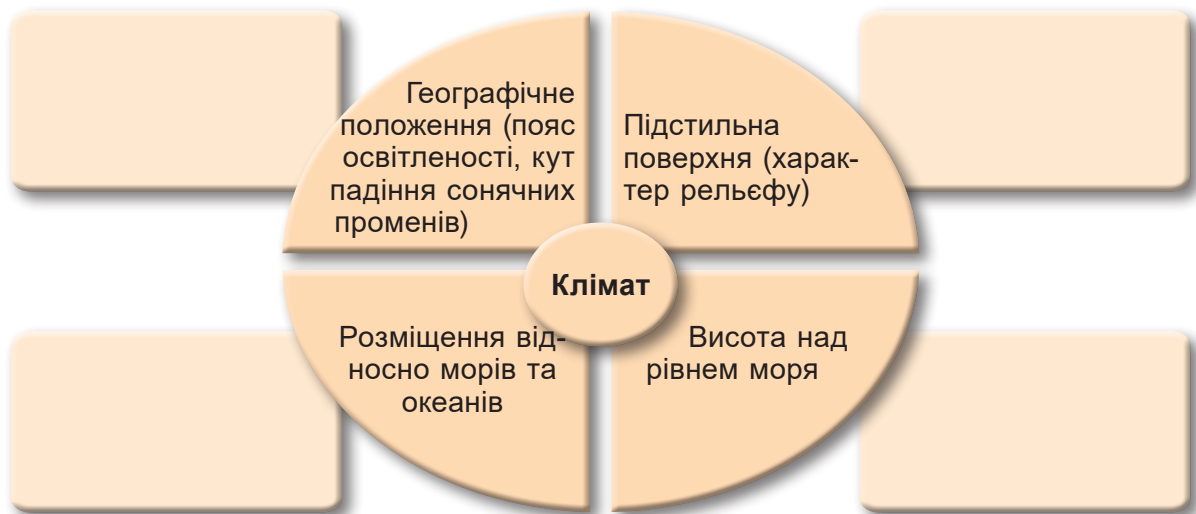 Географічне
положення (пояс
освітленості, кут
падіння сонячних
променів)
Підстильна
поверхня (харак-
тер рельєфу)
Клімат
Розміщення від-
носно морів та
океанів
Висота над
рівнем моря